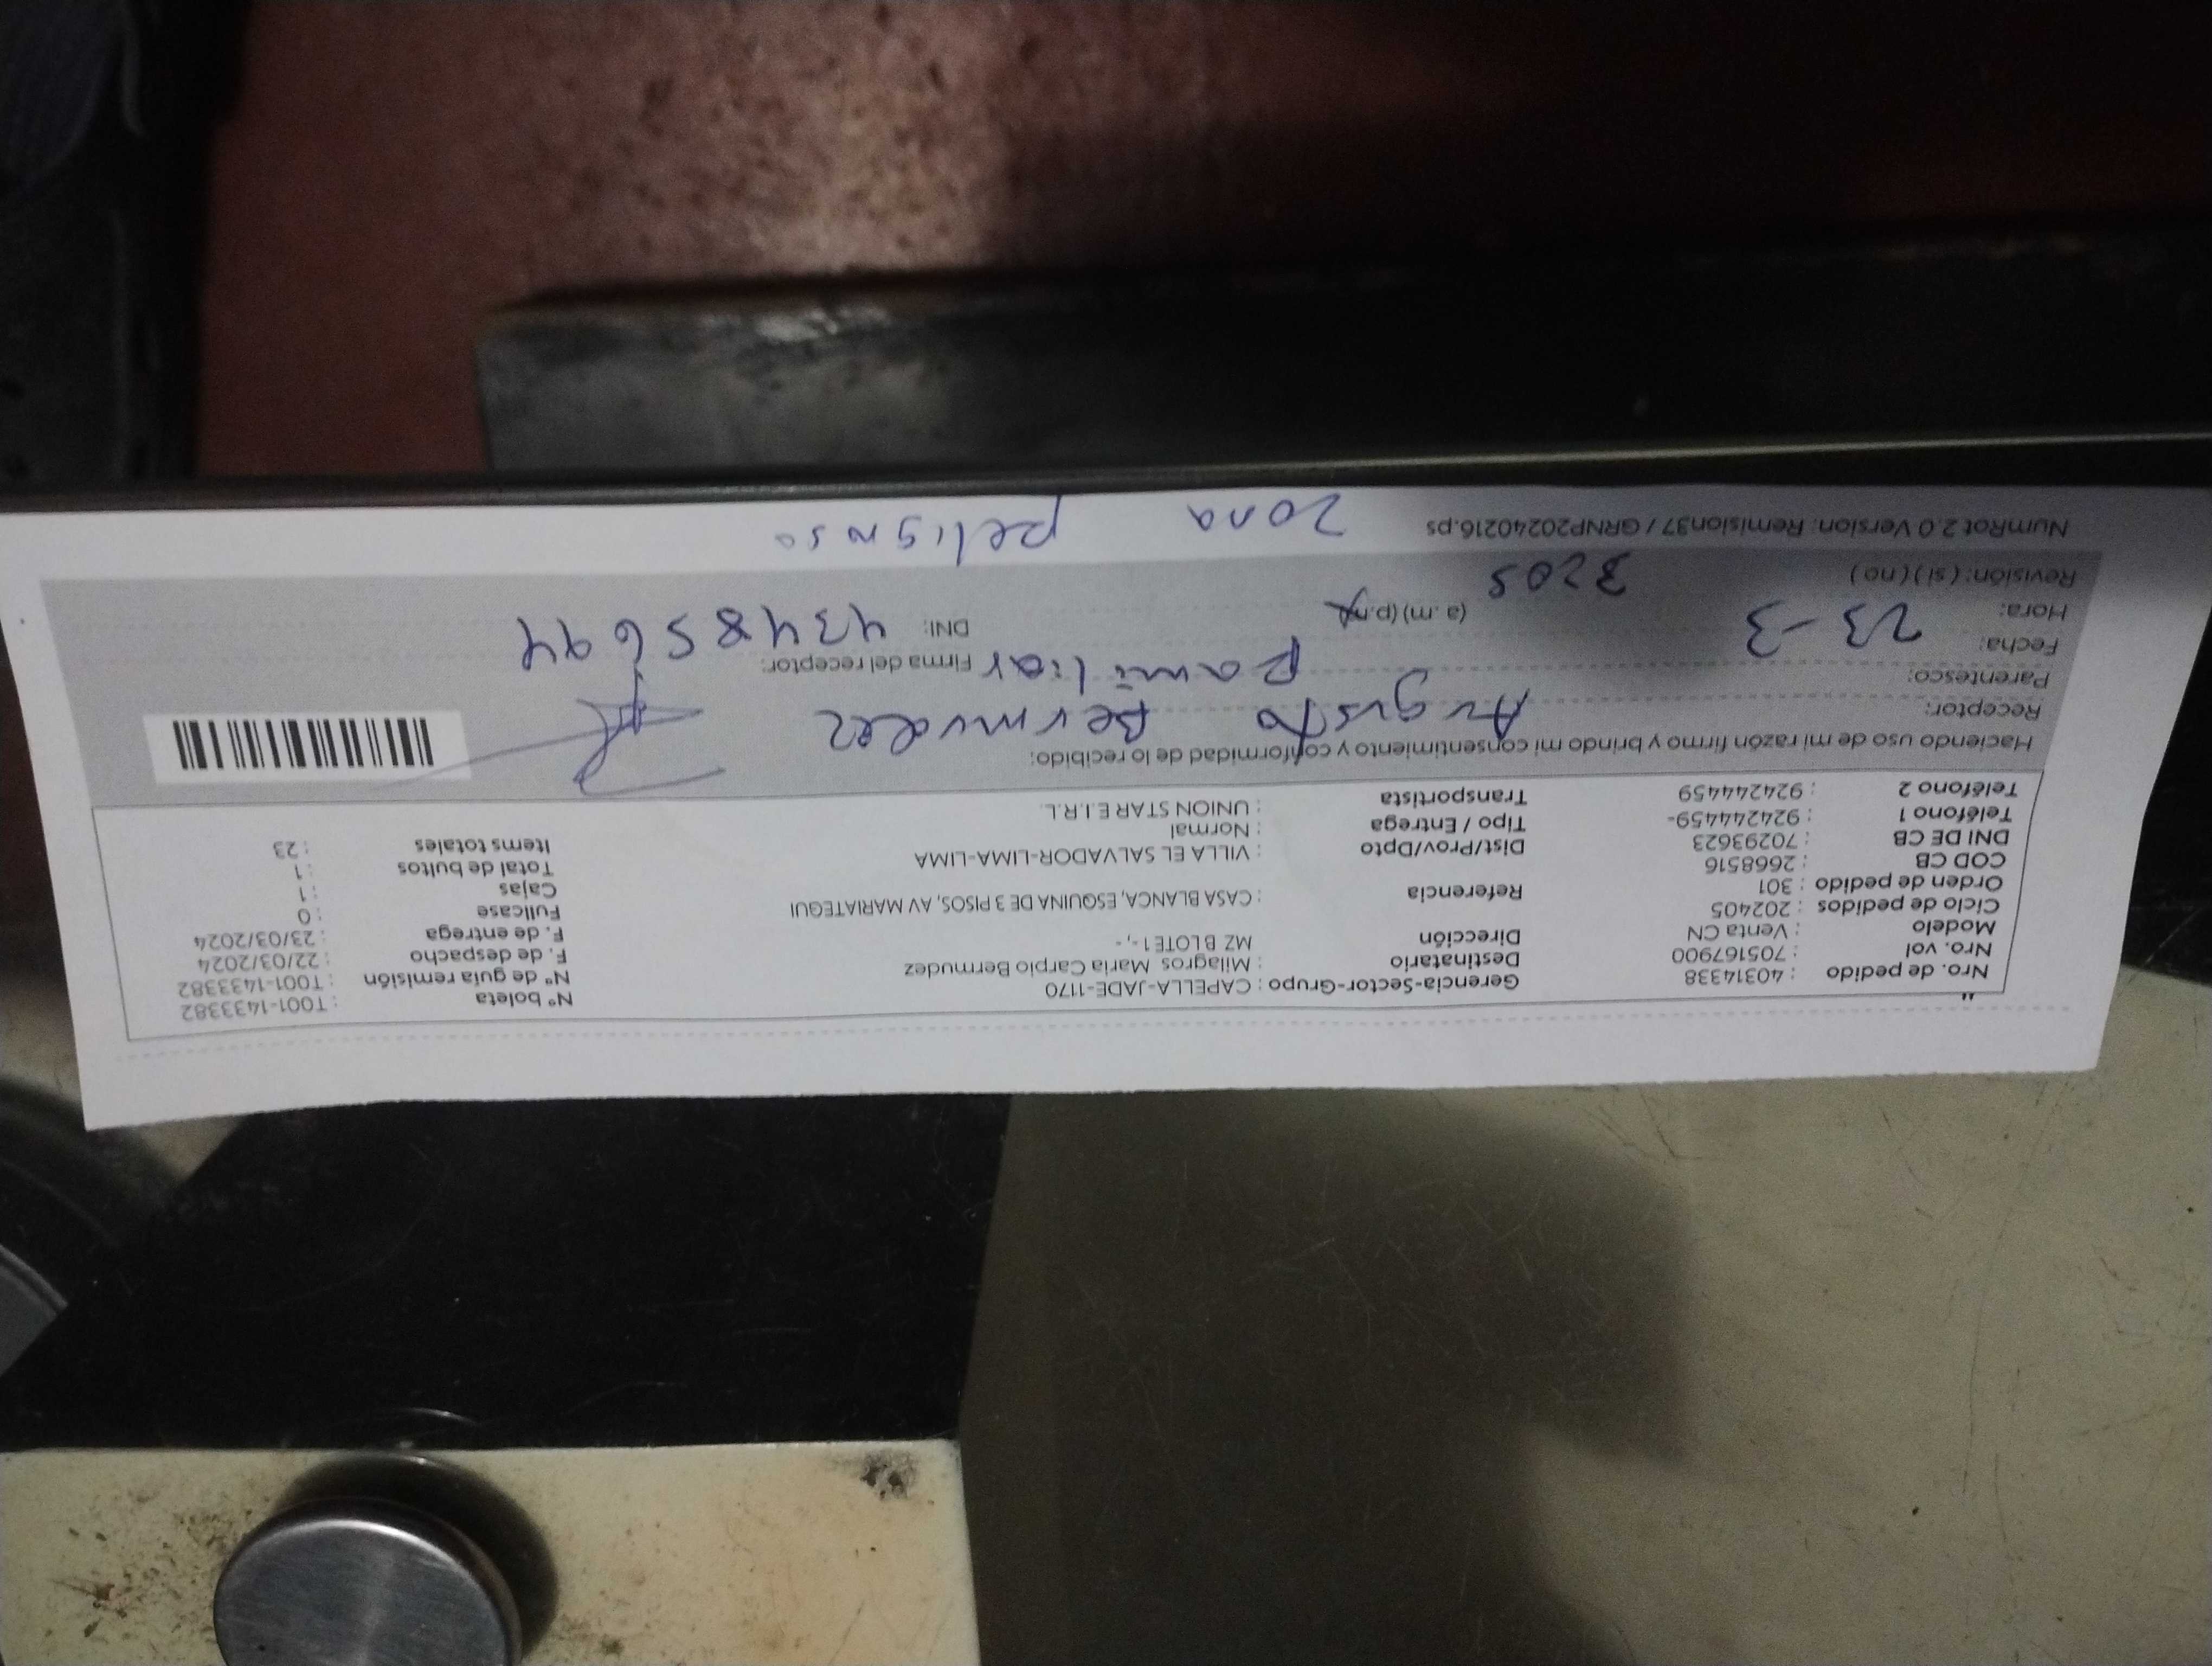 Nro. de pedido : 40314338 Gerencia-Sector-Grupo : CAPELLA-JADE-1170 N° boleta : T001-1433382
Nro. vol : 705167900 Destinatario : Milagros Maria Carpio Bermudez N° de guía remisión : T001-1433382
Modelo : Venta CN Dirección MZ B LOTE 1 -, - F. de despacho : 22/03/2024
Ciclo de pedidos : 202405 F. de entrega : 23/03/2024
Orden de pedido : 301 Referencia : CASA BLANCA, ESQUINA DE 3 PISOS, AV MARIATEGUI Fullcase : 0
COD CB : 2668516 Cajas : 1
DNI DE CB : 70293623 Dist/Prov/Dpto : VILLA EL SALVADOR-LIMA-LIMA Total de bultos : 1
Teléfono 1 : 924244459- Tipo / Entrega : Normal Items totales : 23
Teléfono 2 : 924244459 Transportista : UNION STAR E.I.R.L.
Haciendo uso de mi razón firmo y brindo mi consentimiento y conformidad de lo recibido:
Receptor: Augusto Bermudez
Parentesco: Familiar Firma del receptor:
Fecha: 23-3 DNI: 43485694
Hora: (a.m) (p.m)
Revisión: ( si ) ( no ) 320s
NumRot 2.0 Version: Remision37 / GRNP20240216.ps zona peligroso